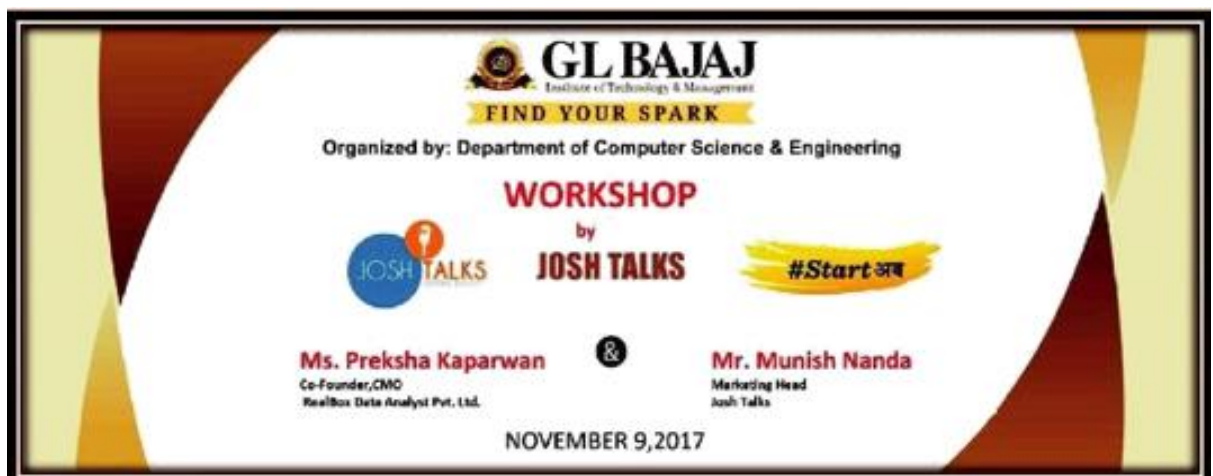 GL BAJAJ
Institute of Technology & Management
FIND YOUR SPARK
Organized by: Department of Computer Science & Engineering
WORKSHOP
by
JOSH TALKS
JOSH TALKS
#Start अब
Ms. Preksha Kaparwan
Co-Founder,CMO
RealBox Data Analyst Pvt. Ltd.
&
Mr. Munish Nanda
Marketing Head
Josh Talks
NOVEMBER 9,2017